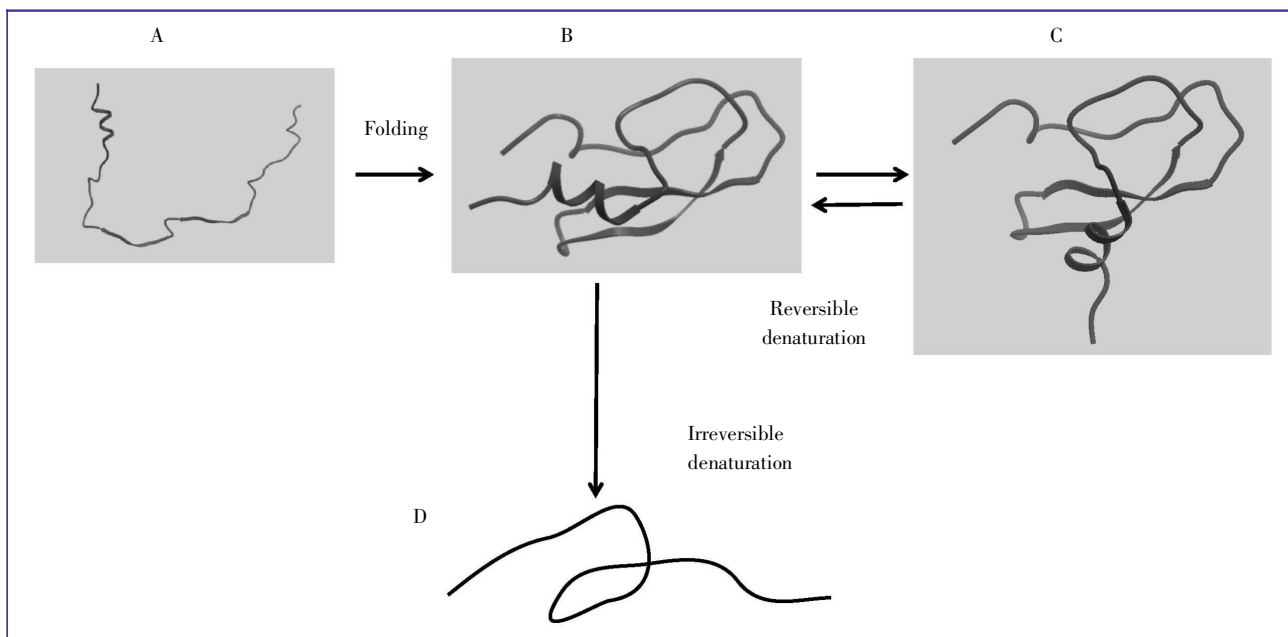 A
B
C
Folding
Reversible
denaturation
Irreversible
denaturation
D